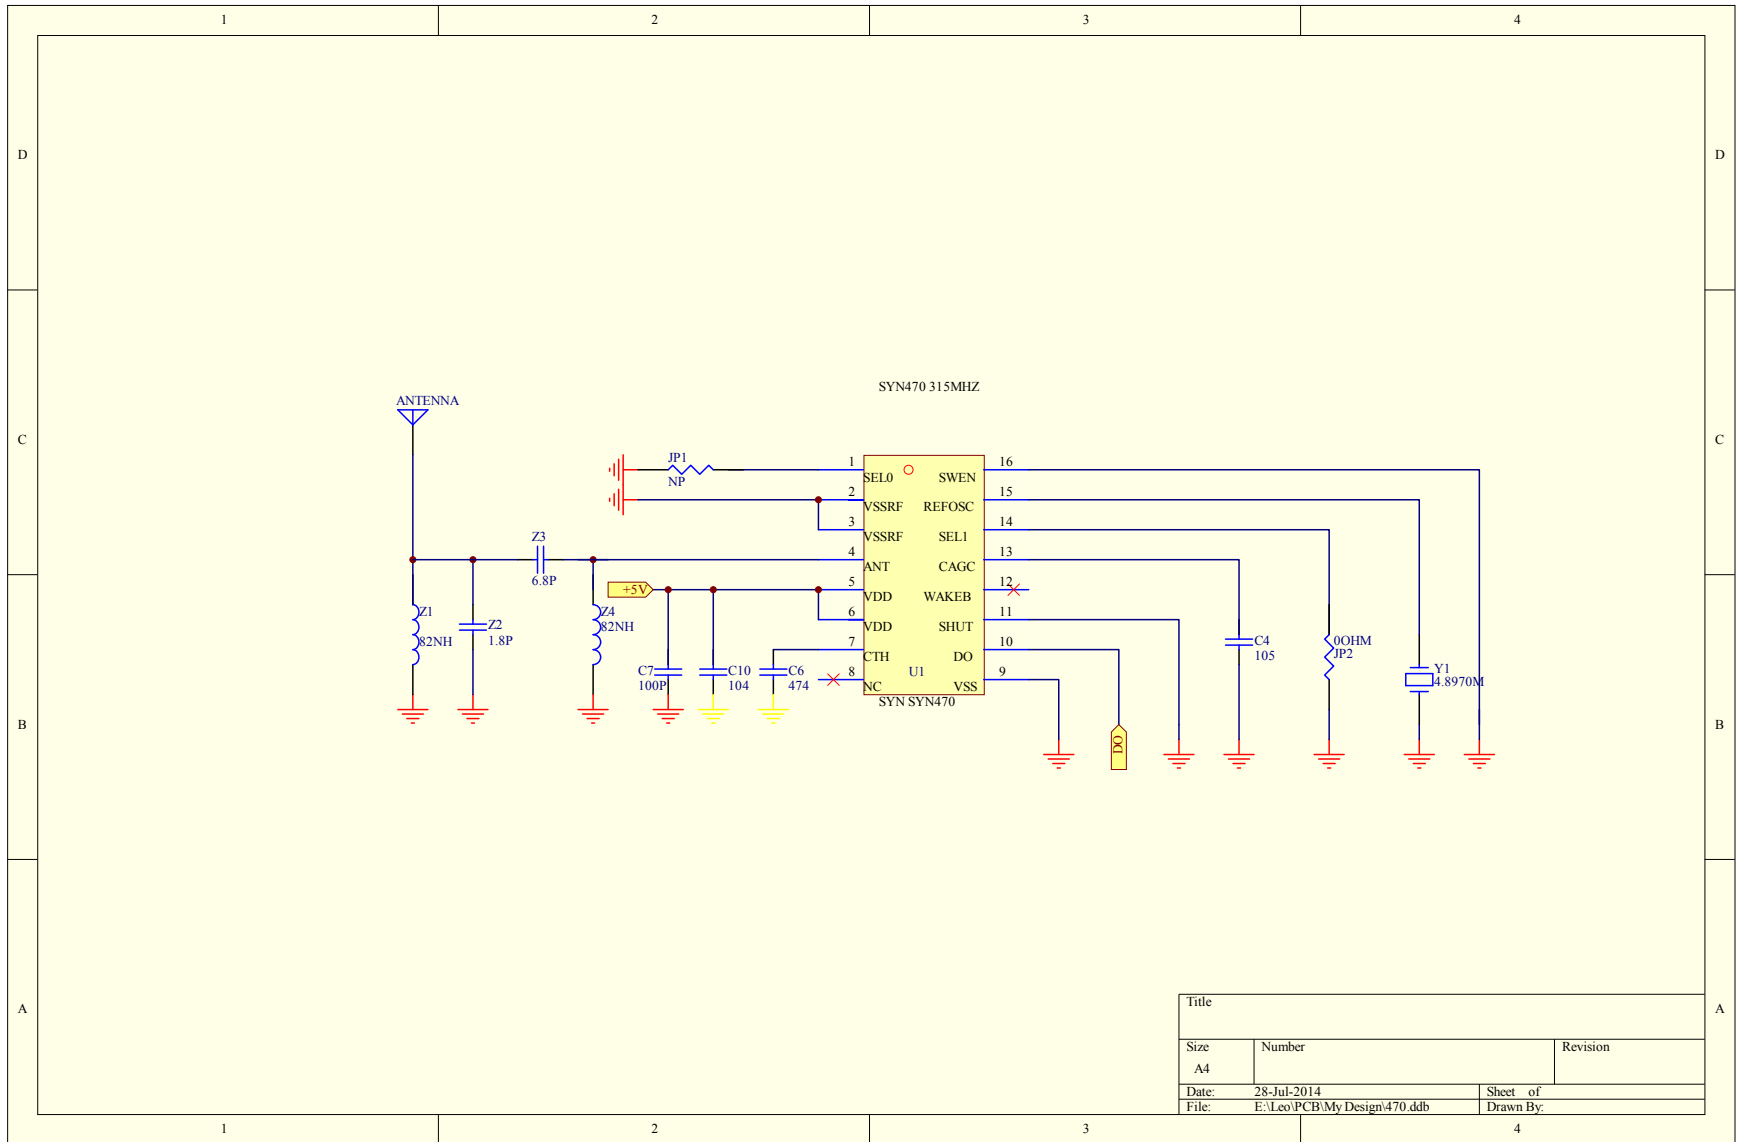 1 2 3 4
D D
SYN470 315MHZ
ANTENNA
C C
JP1
NP
1 SEL0 SWEN 16
2 VSSRF REFOSC 15
3 VSSRF SEL1 14
4 ANT CAGC 13
5 VDD WAKEB 12
6 VDD SHUT 11
7 CTH DO 10
8 NC VSS 9
U1
SYN SYN470
Z3
6.8P
+5V
Z1
82NH
Z2
1.8P
Z4
82NH
C7
100P
C10
104
C6
474
C4
105
0OHM
JP2
Y1
4.8970M
DO
B B
A A
Title
Size Number Revision
A4
Date: 28-Jul-2014 Sheet of
File: E:\Leo\PCB\My Design\470.ddb Drawn By:
1 2 3 4